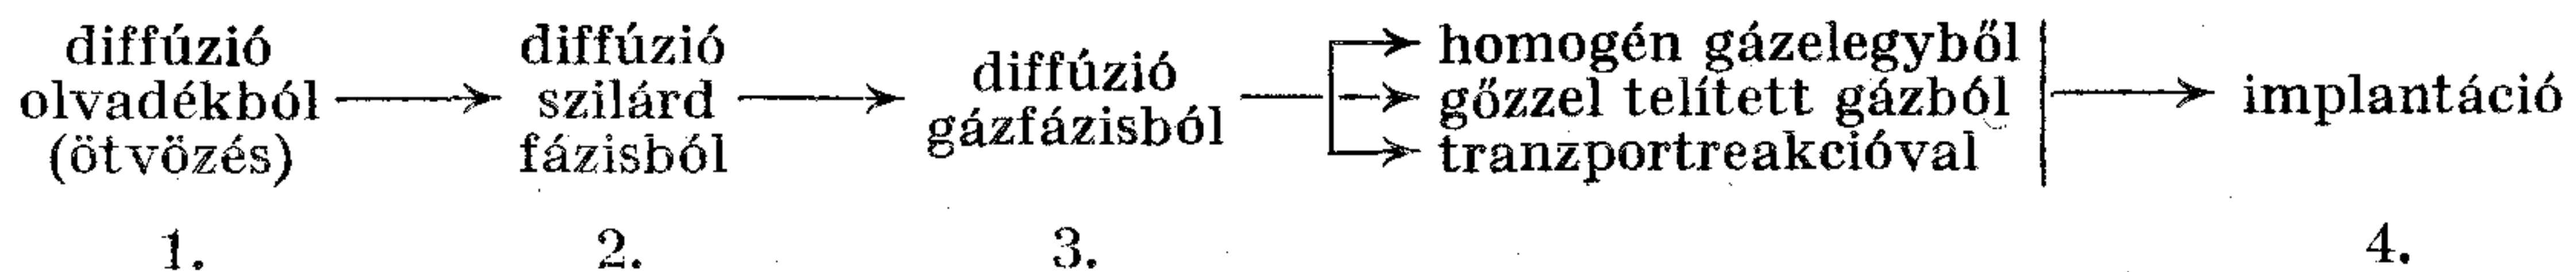 diffúzió
olvadékból
(ötvözés)
diffúzió
szilárd
fázisból
diffúzió
gázfázisból
homogén gázelegyből
gőzzel telített gázból
tranzportreakcióval
implantáció
1.
2.
3.
4.